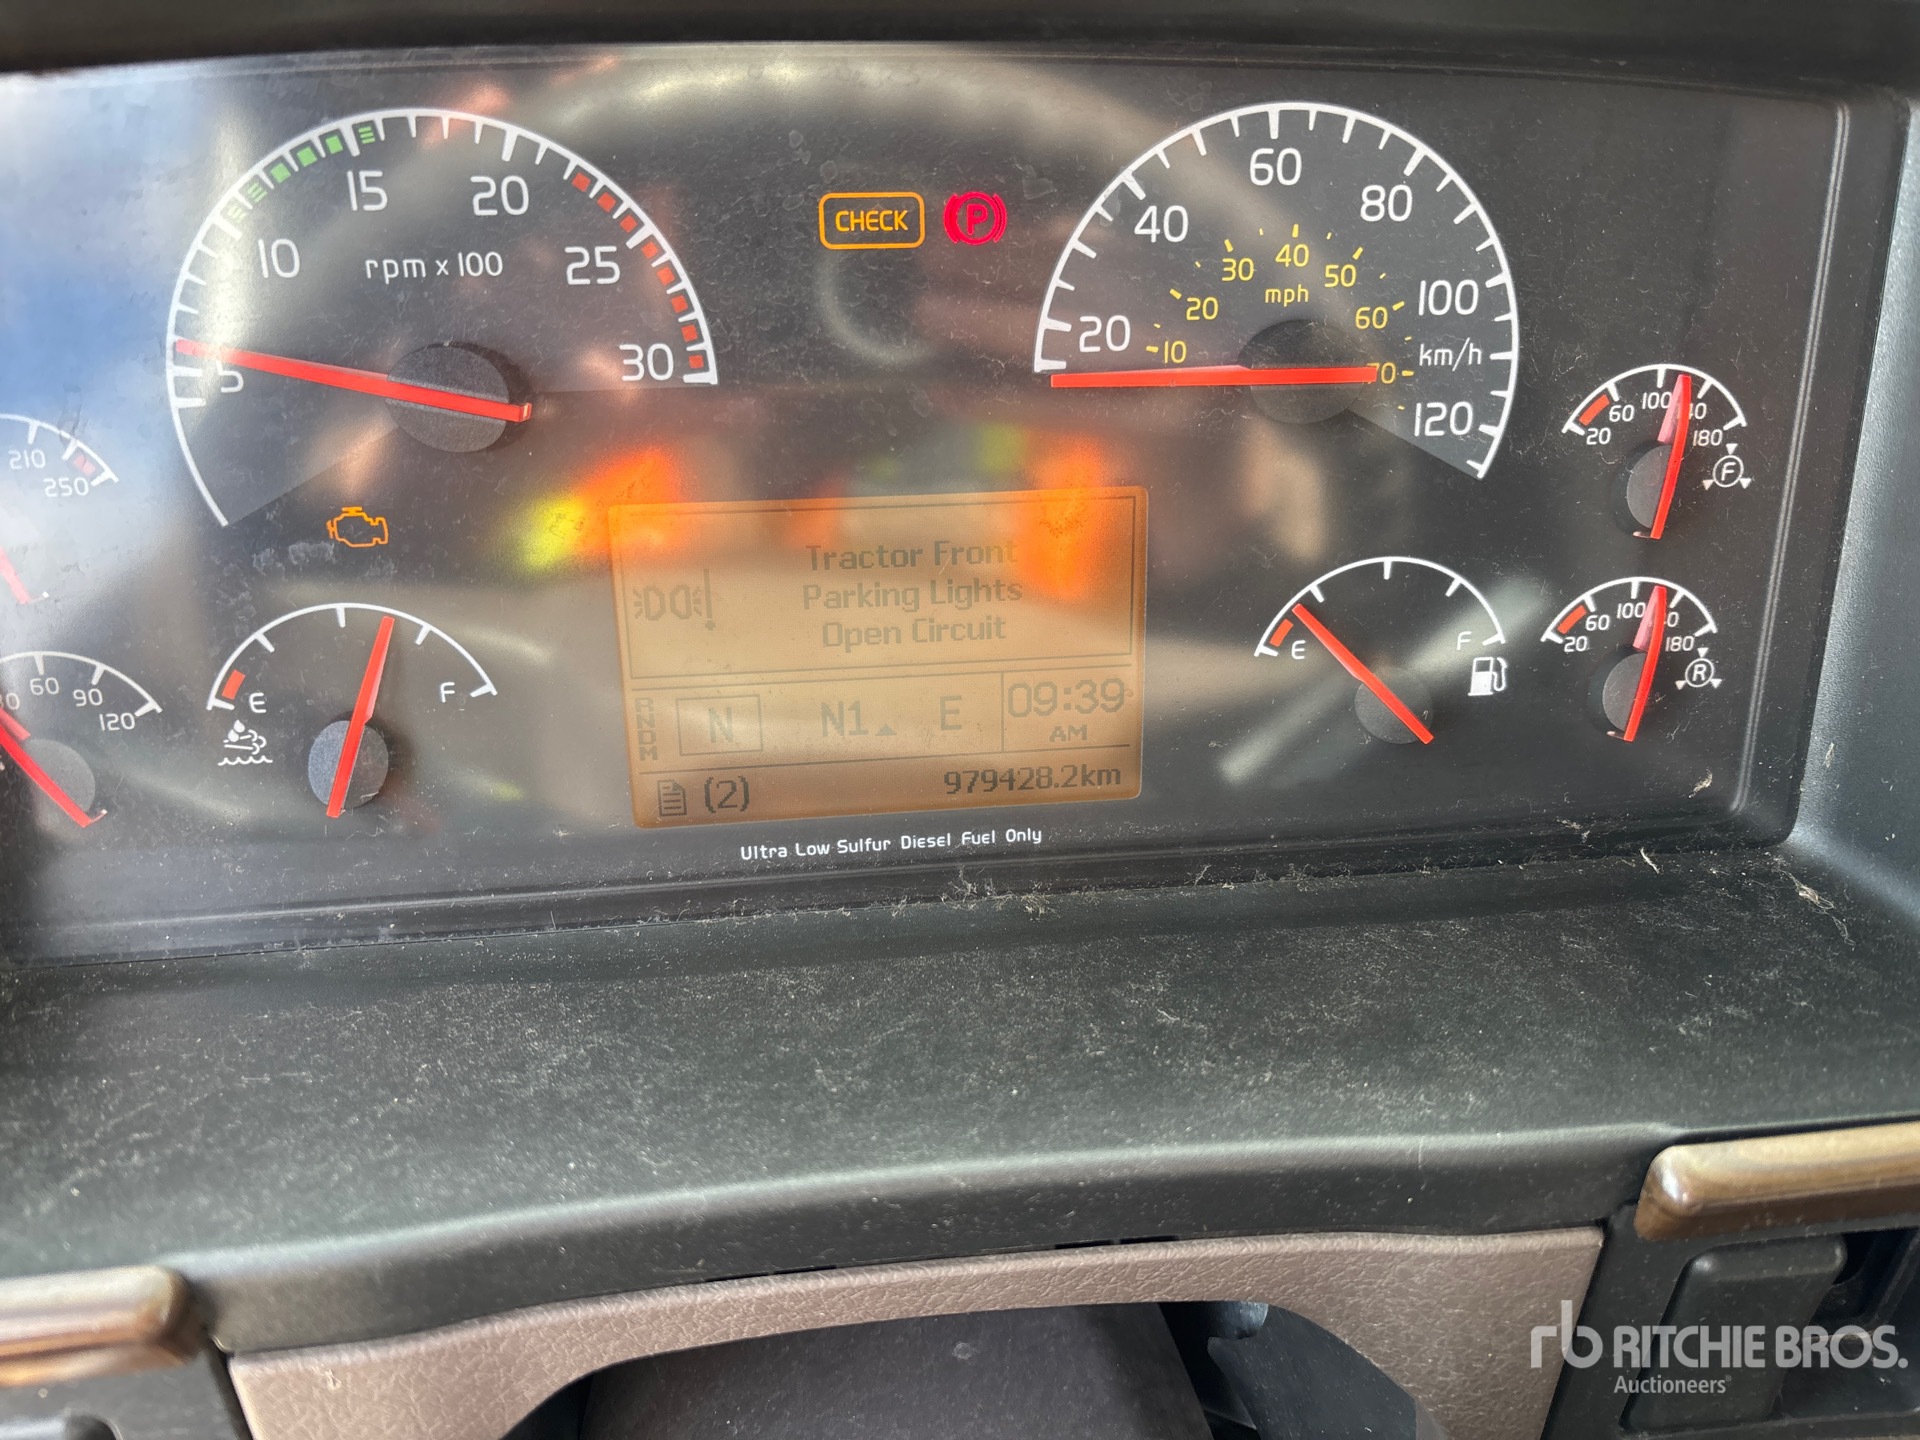 5
10
15
20
25
30
rpm x 100
CHECK
P
20
40
60
80
100
120
km/h
10
20
30
40
50
60
70
mph
210
250
60
90
120
E
F
Tractor Front
Parking Lights
Open Circuit
RNDM
N
N1
E
09:39
AM
(2)
979428.2km
Ultra Low Sulfur Diesel Fuel Only
E
F
20
60
100
180
F
20
60
100
180
R
rb RITCHIE BROS.
Auctioneers